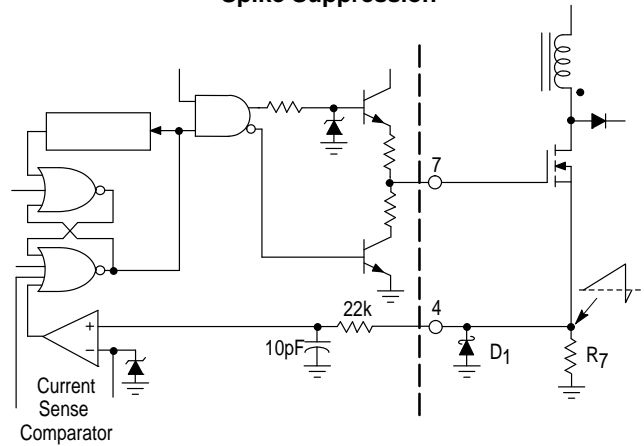 Spike Suppression
7
22k
4
10pF
D1
R7
+
−
Current
Sense
Comparator